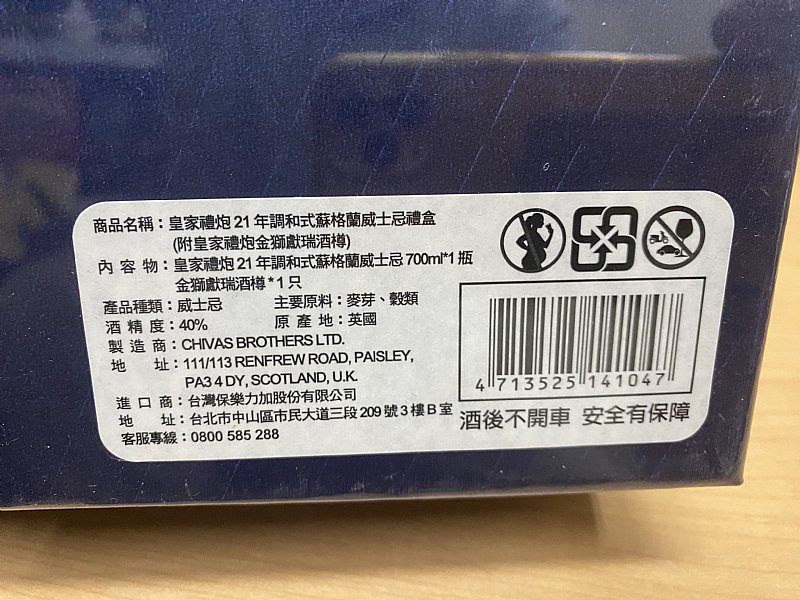 商品名稱：皇家禮炮 21 年調和式蘇格蘭威士忌禮盒
(附皇家禮炮金獅獻瑞酒樽)
內 容 物：皇家禮炮 21 年調和式蘇格蘭威士忌 700ml*1 瓶
金獅獻瑞酒樽 * 1 只
產品種類：威士忌 主要原料：麥芽、穀類
酒 精 度：40% 原 產 地：英國
製 造 商：CHIVAS BROTHERS LTD.
地 址：111/113 RENFREW ROAD, PAISLEY,
PA3 4 DY, SCOTLAND, U.K.
進 口 商：台灣保樂力加股份有限公司
地 址：台北市中山區市民大道三段 209 號 3 樓 B 室
客服專線：0800 585 288
4 713525 141047
酒後不開車 安全有保障